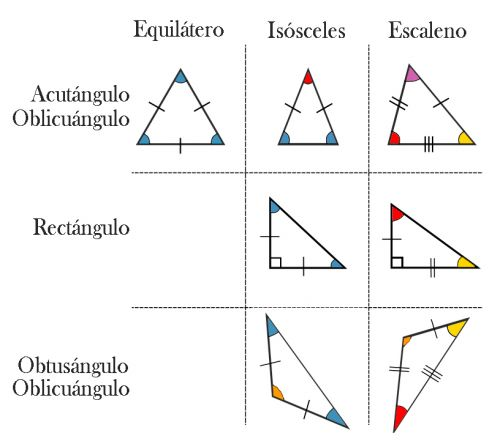 Equilátero Isósceles Escaleno
Acutángulo
Oblicuángulo
Rectángulo
Obtusángulo
Oblicuángulo